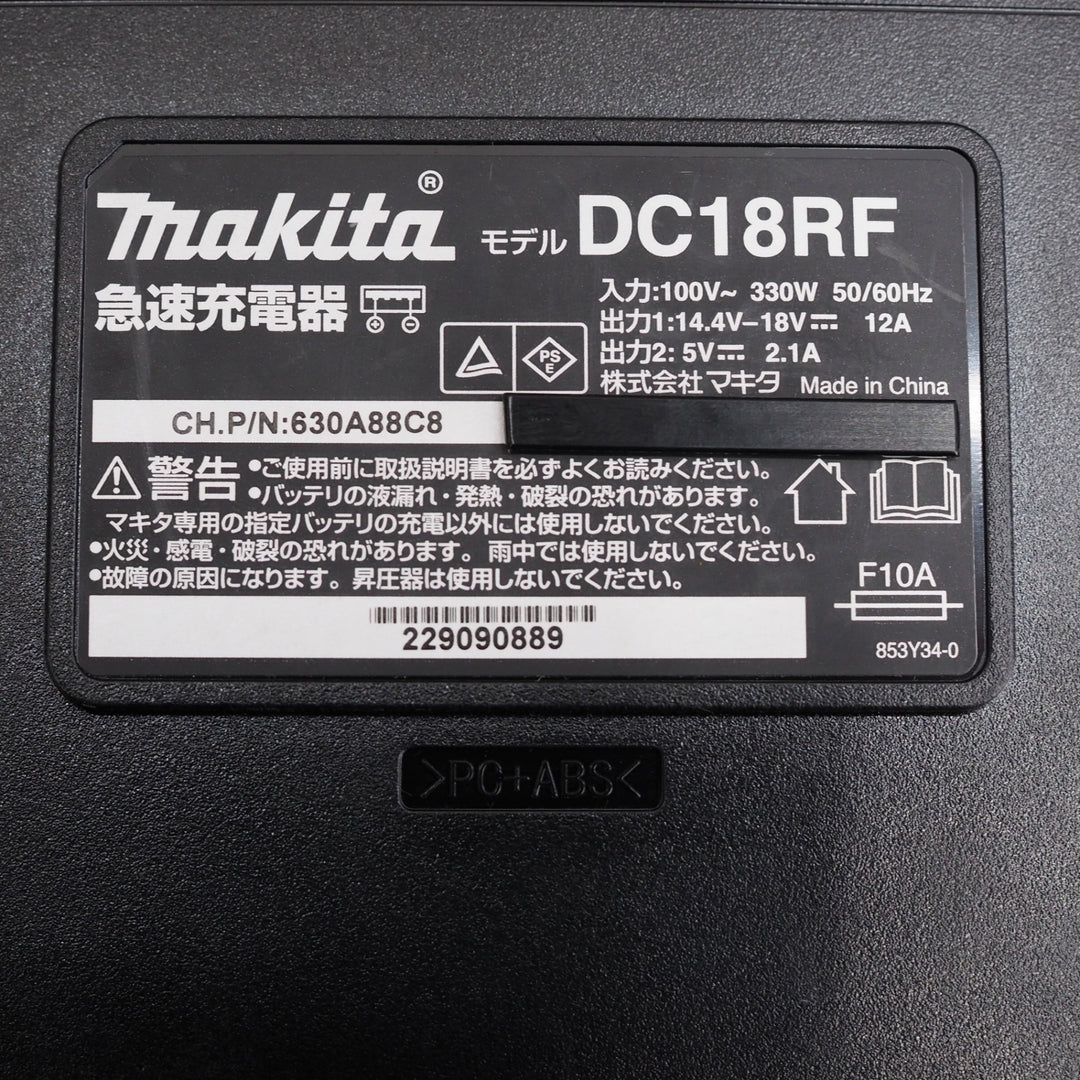 makita®
モデル DC18RF
急速充電器
入力:100V~ 330W 50/60Hz
出力1:14.4V–18V⎓ 12A
出力2: 5V⎓ 2.1A
PS
E
株式会社 マキタ Made in China
CH.P/N:630A88C8
警告
•ご使用前に取扱説明書を必ずよくお読みください。
•バッテリの液漏れ・発熱・破裂の恐れがあります。
マキタ専用の指定バッテリの充電以外には使用しないでください。
•火災・感電・破裂の恐れがあります。雨中では使用しないでください。
•故障の原因になります。昇圧器は使用しないでください。
F10A
229090889
853Y34-0
>PC+ABS<